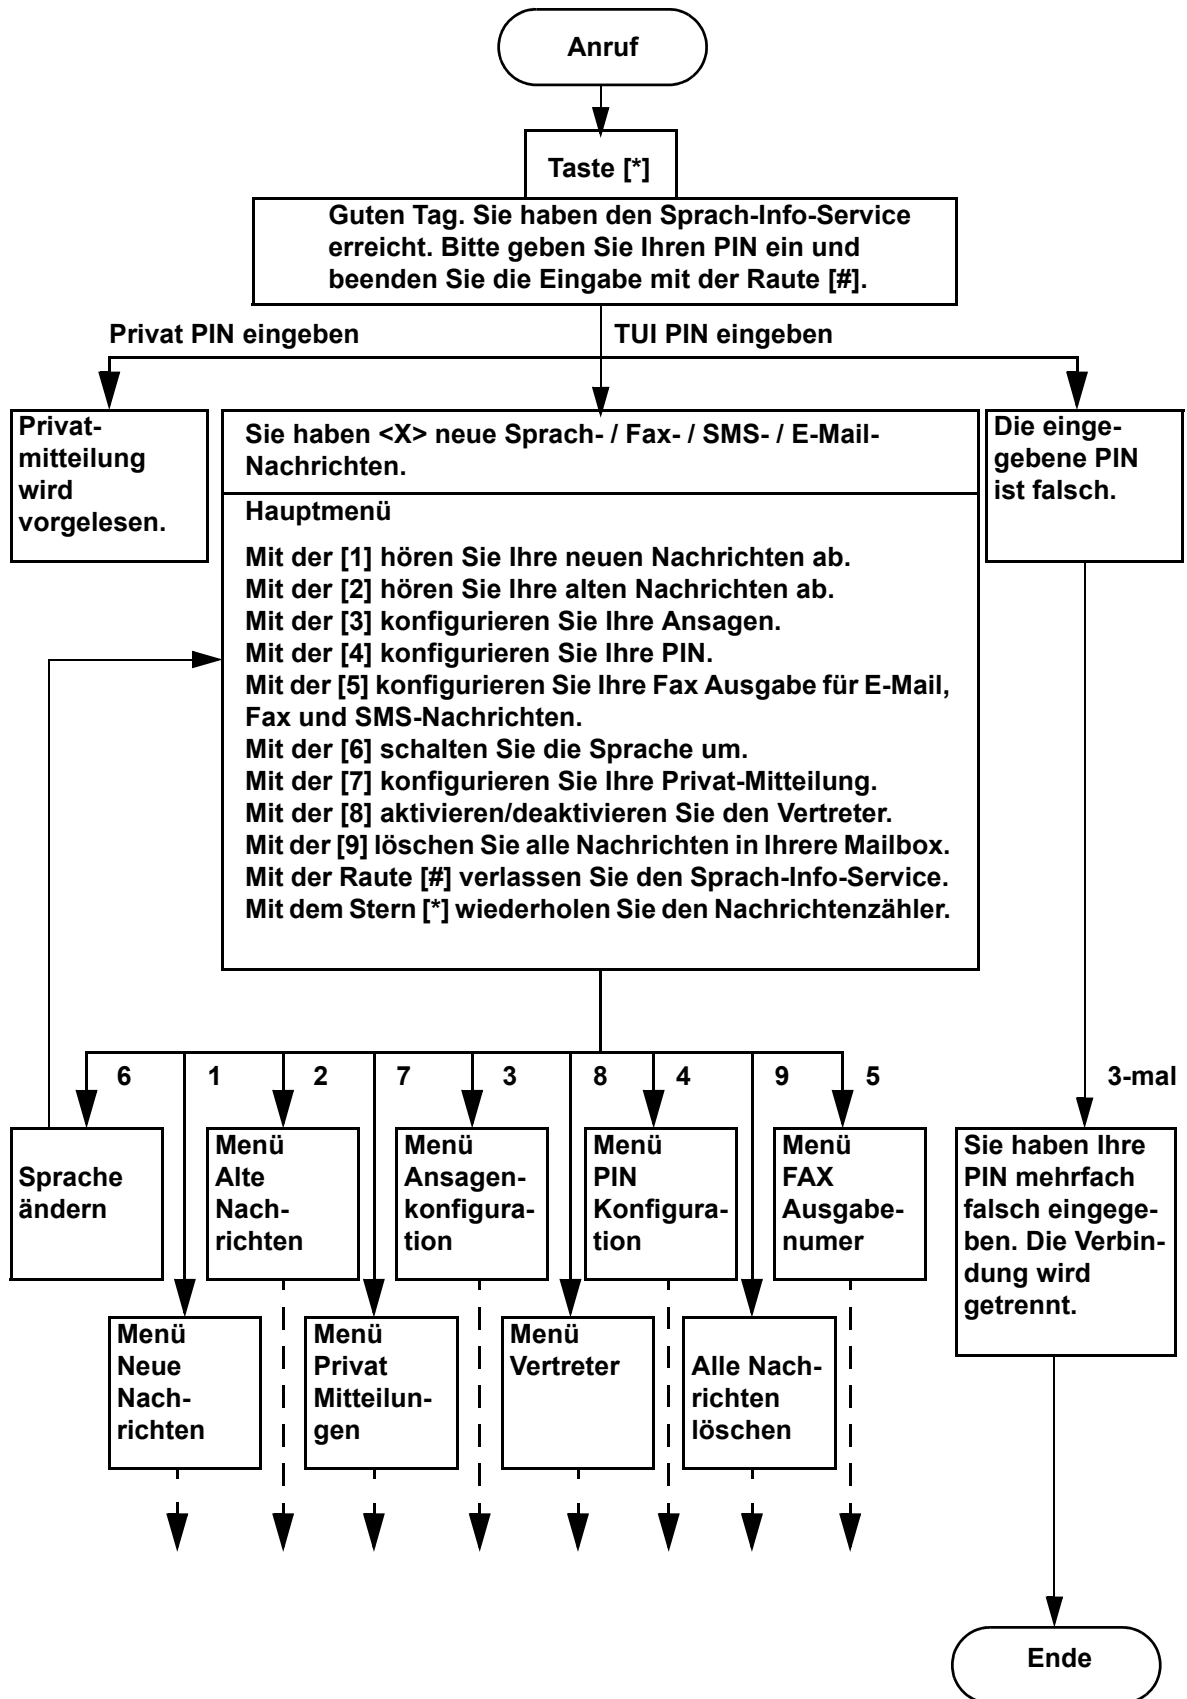 Anruf
Taste [*]
Guten Tag. Sie haben den Sprach-Info-Service
erreicht. Bitte geben Sie Ihren PIN ein und
beenden Sie die Eingabe mit der Raute [#].
Privat PIN eingeben
TUI PIN eingeben
Privat-
mitteilung
wird
vorgelesen.
Sie haben <X> neue Sprach- / Fax- / SMS- / E-Mail-
Nachrichten.
Hauptmenü
Mit der [1] hören Sie Ihre neuen Nachrichten ab.
Mit der [2] hören Sie Ihre alten Nachrichten ab.
Mit der [3] konfigurieren Sie Ihre Ansagen.
Mit der [4] konfigurieren Sie Ihre PIN.
Mit der [5] konfigurieren Sie Ihre Fax Ausgabe für E-Mail,
Fax und SMS-Nachrichten.
Mit der [6] schalten Sie die Sprache um.
Mit der [7] konfigurieren Sie Ihre Privat-Mitteilung.
Mit der [8] aktivieren/deaktivieren Sie den Vertreter.
Mit der [9] löschen Sie alle Nachrichten in Ihrere Mailbox.
Mit der Raute [#] verlassen Sie den Sprach-Info-Service.
Mit dem Stern [*] wiederholen Sie den Nachrichtenzähler.
Die einge-
gebene PIN
ist falsch.
6 1 2 7 3 8 4 9 5
3-mal
Sprache
ändern
Menü
Alte
Nach-
richten
Menü
Ansagen-
konfigura-
tion
Menü
PIN
Konfigura-
tion
Menü
FAX
Ausgabe-
numer
Sie haben Ihre
PIN mehrfach
falsch eingege-
ben. Die Verbin-
dung wird
getrennt.
Menü
Neue
Nach-
richten
Menü
Privat
Mitteilun-
gen
Menü
Vertreter
Alle Nach-
richten
löschen
Ende